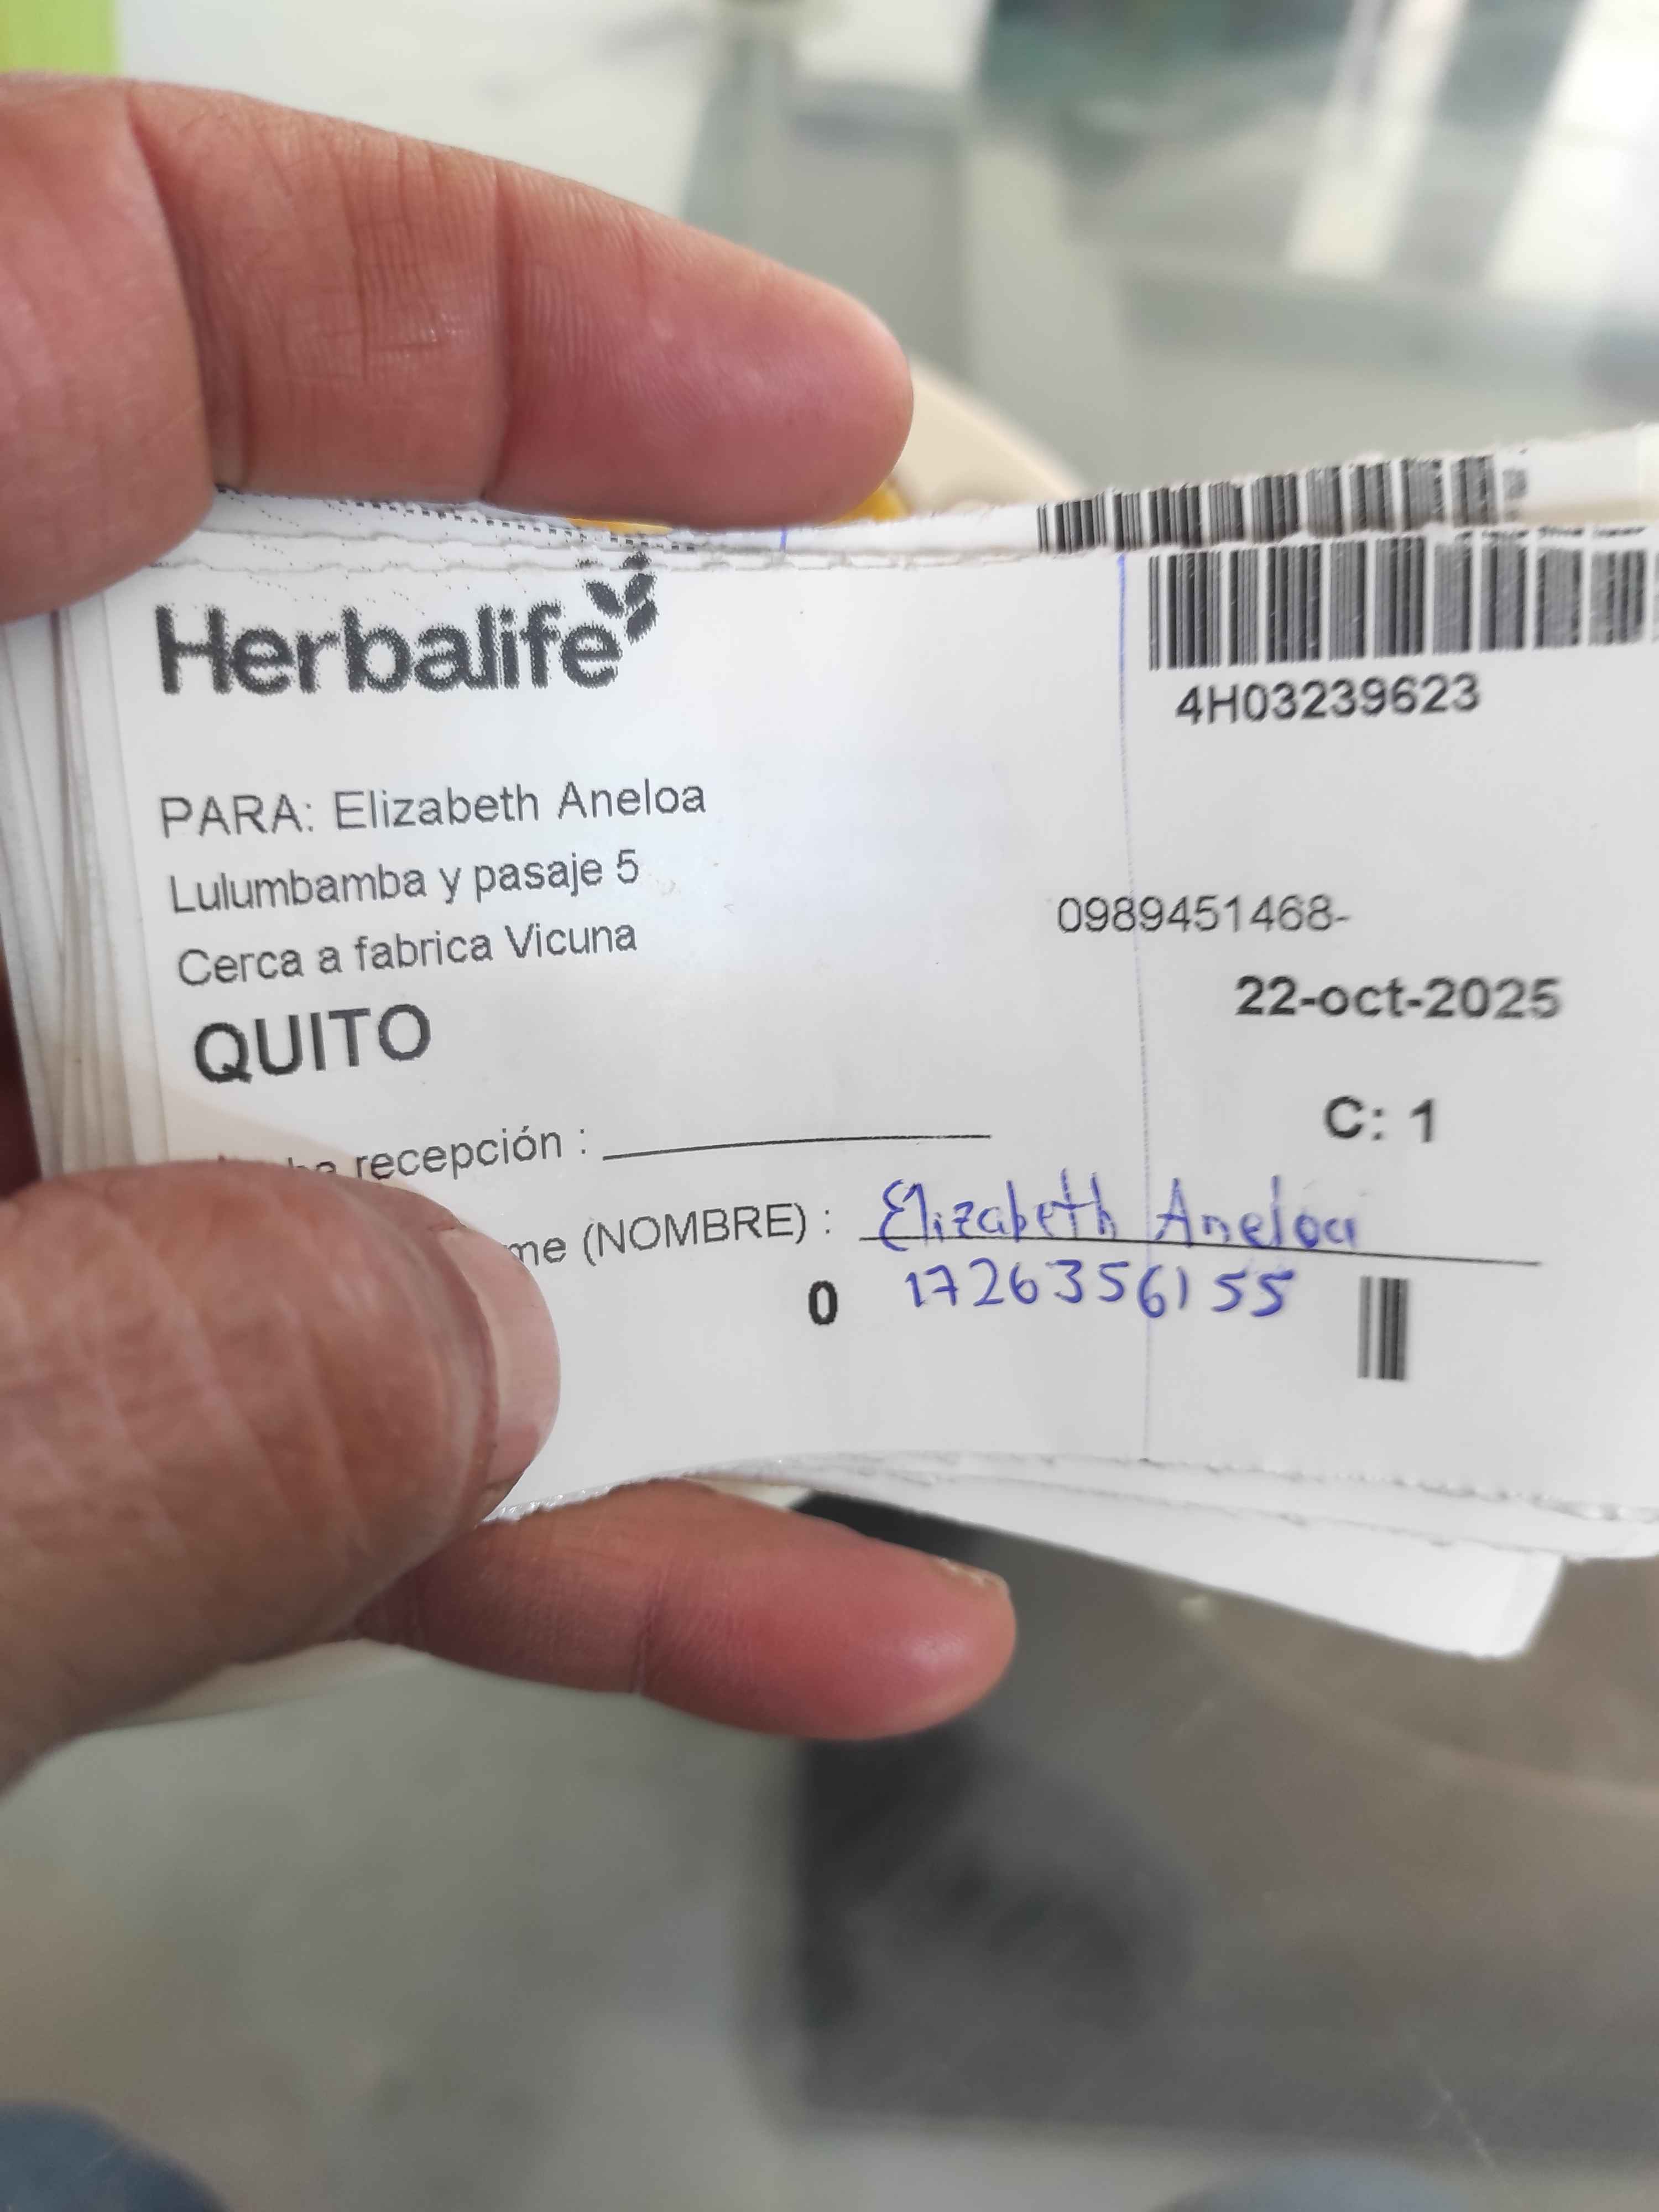 Herbalife
4H03239623
PARA: Elizabeth Aneloa
Lulumbamba y pasaje 5
Cerca a fabrica Vicuna
0989451468-
QUITO
22-oct-2025
C: 1
recepción :
(NOMBRE) : Elizabeth Aneloa
0 1726356155